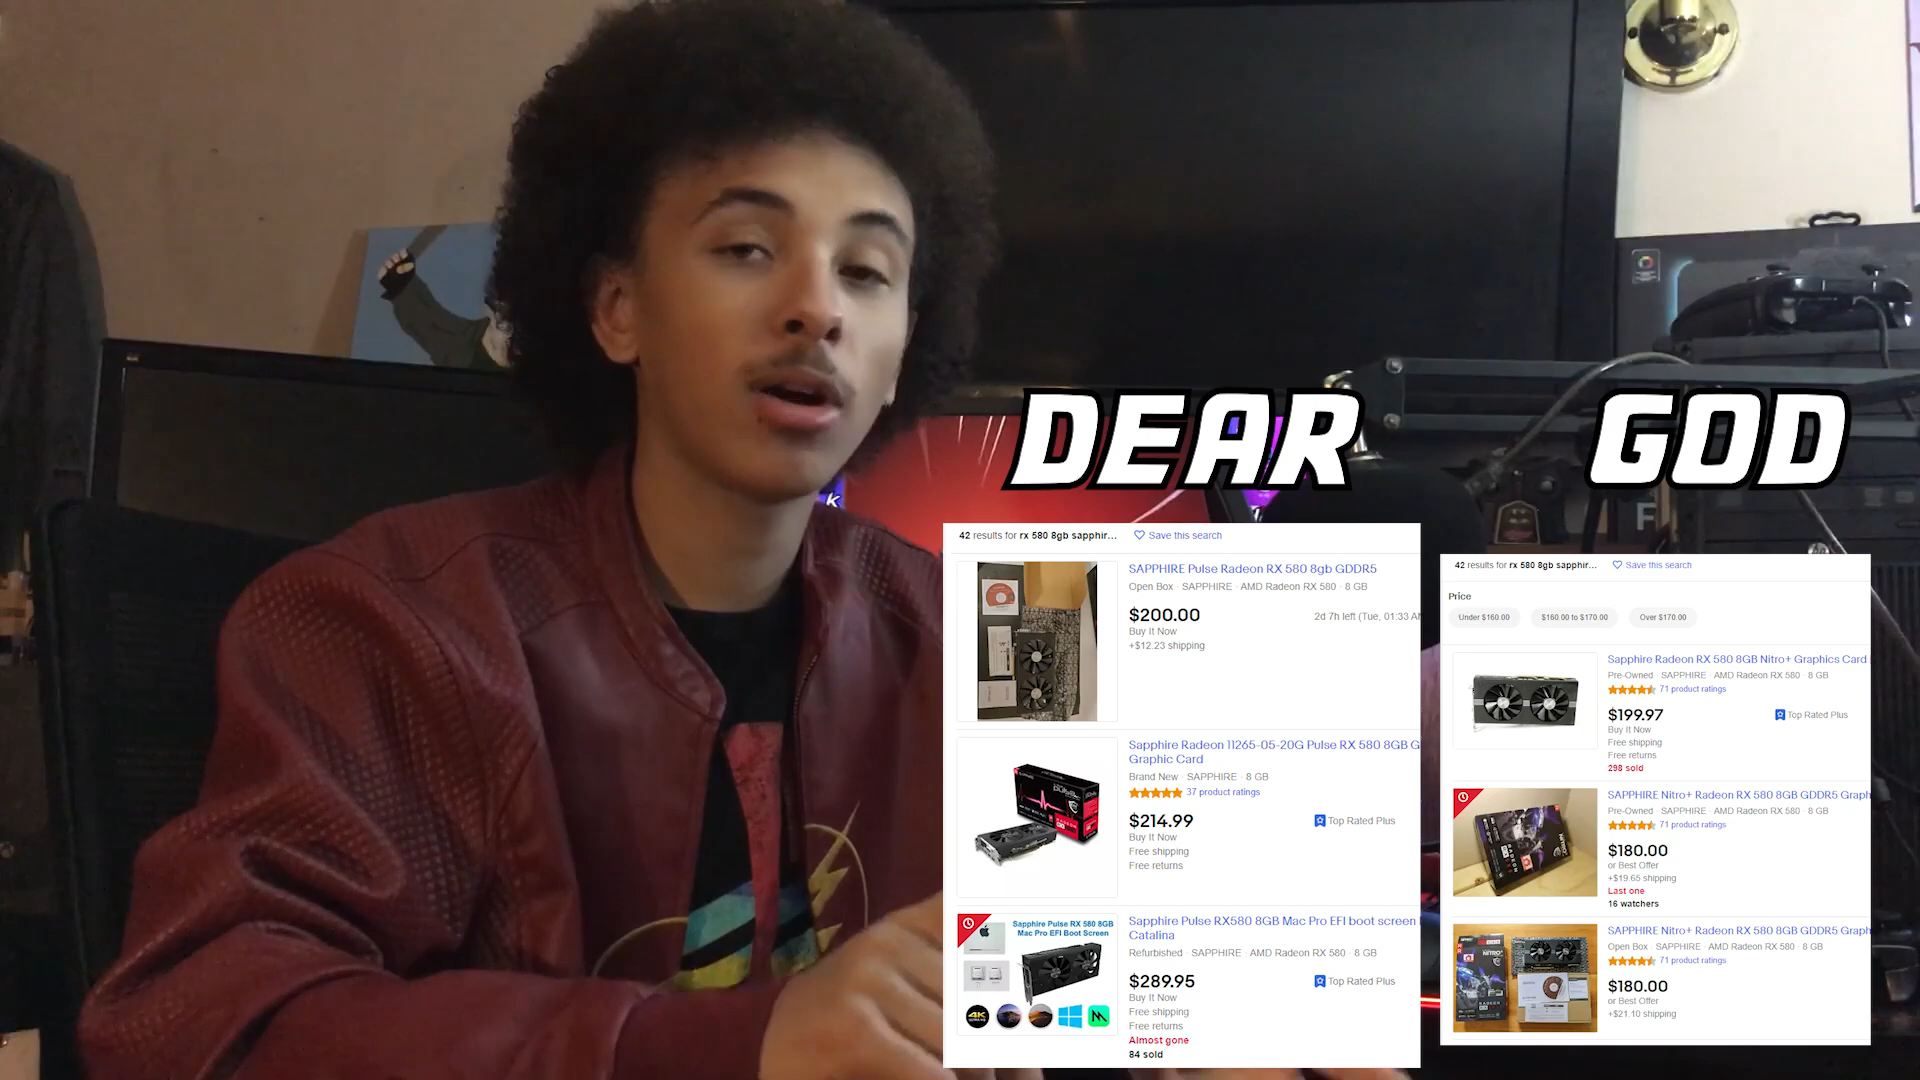 DEAR GOD
42 results for rx 580 8gb sapphir...
Save this search
SAPPHIRE Pulse Radeon RX 580 8gb GDDR5
Open Box · SAPPHIRE · AMD Radeon RX 580 · 8 GB
$200.00
2d 7h left (Tue, 01:33
Buy It Now
+$12.23 shipping
Sapphire Radeon 11265-05-20G Pulse RX 580 8GB G
Graphic Card
Brand New · SAPPHIRE · 8 GB
37 product ratings
$214.99
Top Rated Plus
Buy It Now
Free shipping
Free returns
Sapphire Pulse RX 580 8GB
Mac Pro EFI Boot Screen
4K
Sapphire Pulse RX580 8GB Mac Pro EFI boot screen
Catalina
Refurbished · SAPPHIRE · AMD Radeon RX 580 · 8 GB
$289.95
Top Rated Plus
Buy It Now
Free shipping
Free returns
Almost gone
84 sold
42 results for rx 580 8gb sapphir...
Save this search
Price
Under $160.00
$160.00 to $170.00
Over $170.00
Sapphire Radeon RX 580 8GB Nitro+ Graphics Card
Pre-Owned · SAPPHIRE · AMD Radeon RX 580 · 8 GB
71 product ratings
$199.97
Top Rated Plus
Buy It Now
Free shipping
Free returns
298 sold
SAPPHIRE Nitro+ Radeon RX 580 8GB GDDR5 Graph
Pre-Owned · SAPPHIRE · AMD Radeon RX 580 · 8 GB
71 product ratings
$180.00
or Best Offer
+$19.65 shipping
Last one
16 watchers
SAPPHIRE Nitro+ Radeon RX 580 8GB GDDR5 Graph
Open Box · SAPPHIRE · AMD Radeon RX 580 · 8 GB
71 product ratings
$180.00
or Best Offer
+$21.10 shipping
K
F